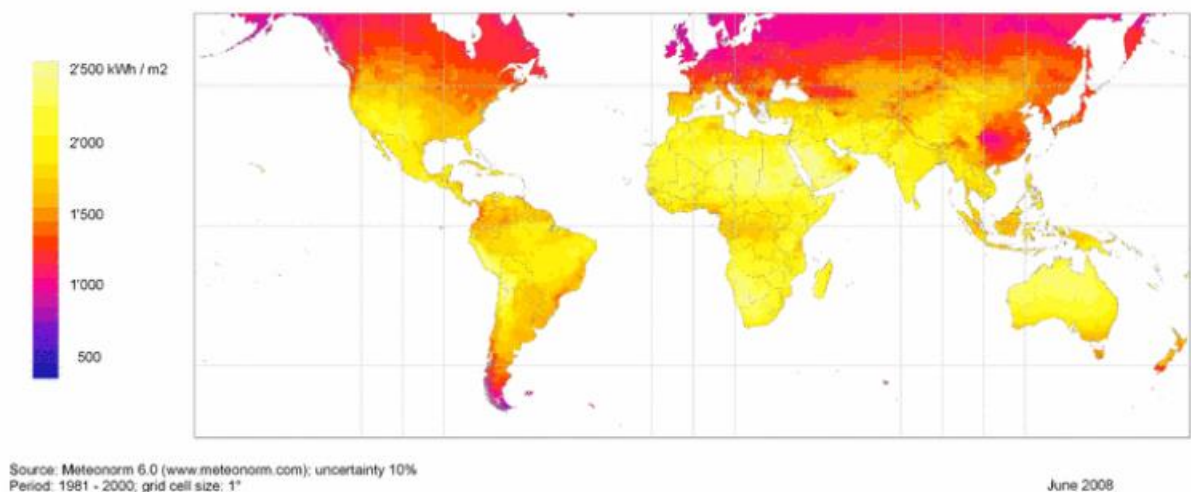 2'500 kWh / m2
2'000
1'500
1'000
500
Source: Meteonorm 6.0 (www.meteonorm.com); uncertainty 10%
Period: 1981 - 2000; grid cell size: 1°
June 2008